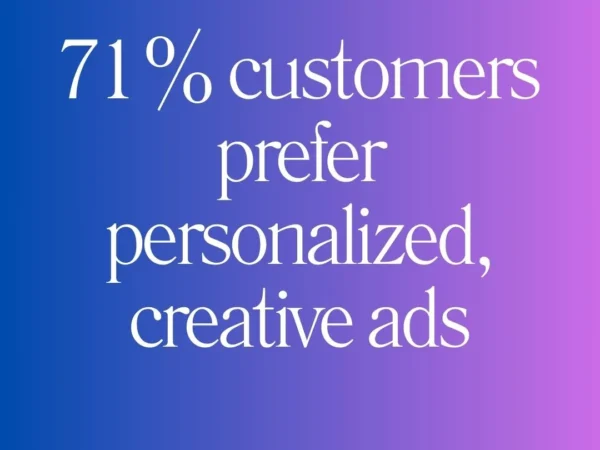 71% customers
prefer
personalized,
creative ads